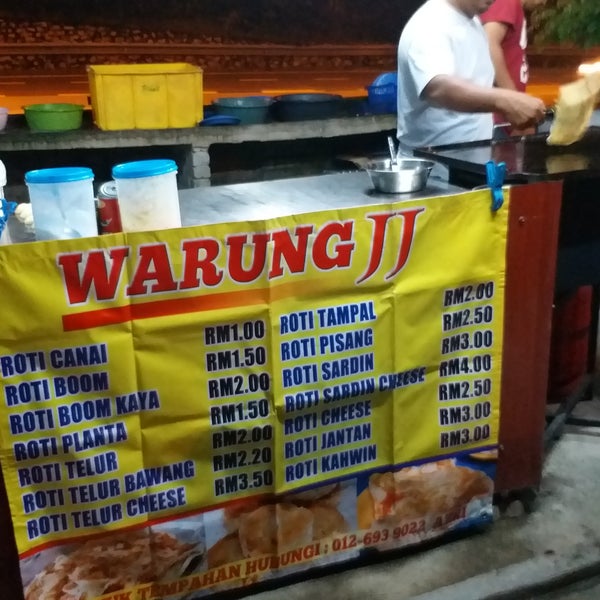 WARUNG JJ
ROTI CANAI RM1.00
ROTI BOOM RM1.50
ROTI BOOM KAYA RM2.00
ROTI PLANTA RM1.50
ROTI TELUR RM2.00
ROTI TELUR BAWANG RM2.20
ROTI TELUR CHEESE RM3.50
ROTI TAMPAL RM2.00
ROTI PISANG RM2.50
ROTI SARDIN RM3.00
ROTI SARDIN CHEESE RM4.00
ROTI CHEESE RM2.50
ROTI JANTAN RM3.00
ROTI KAHWIN RM3.00
TEMPAHAN HUBUNGI : 012-693 9022